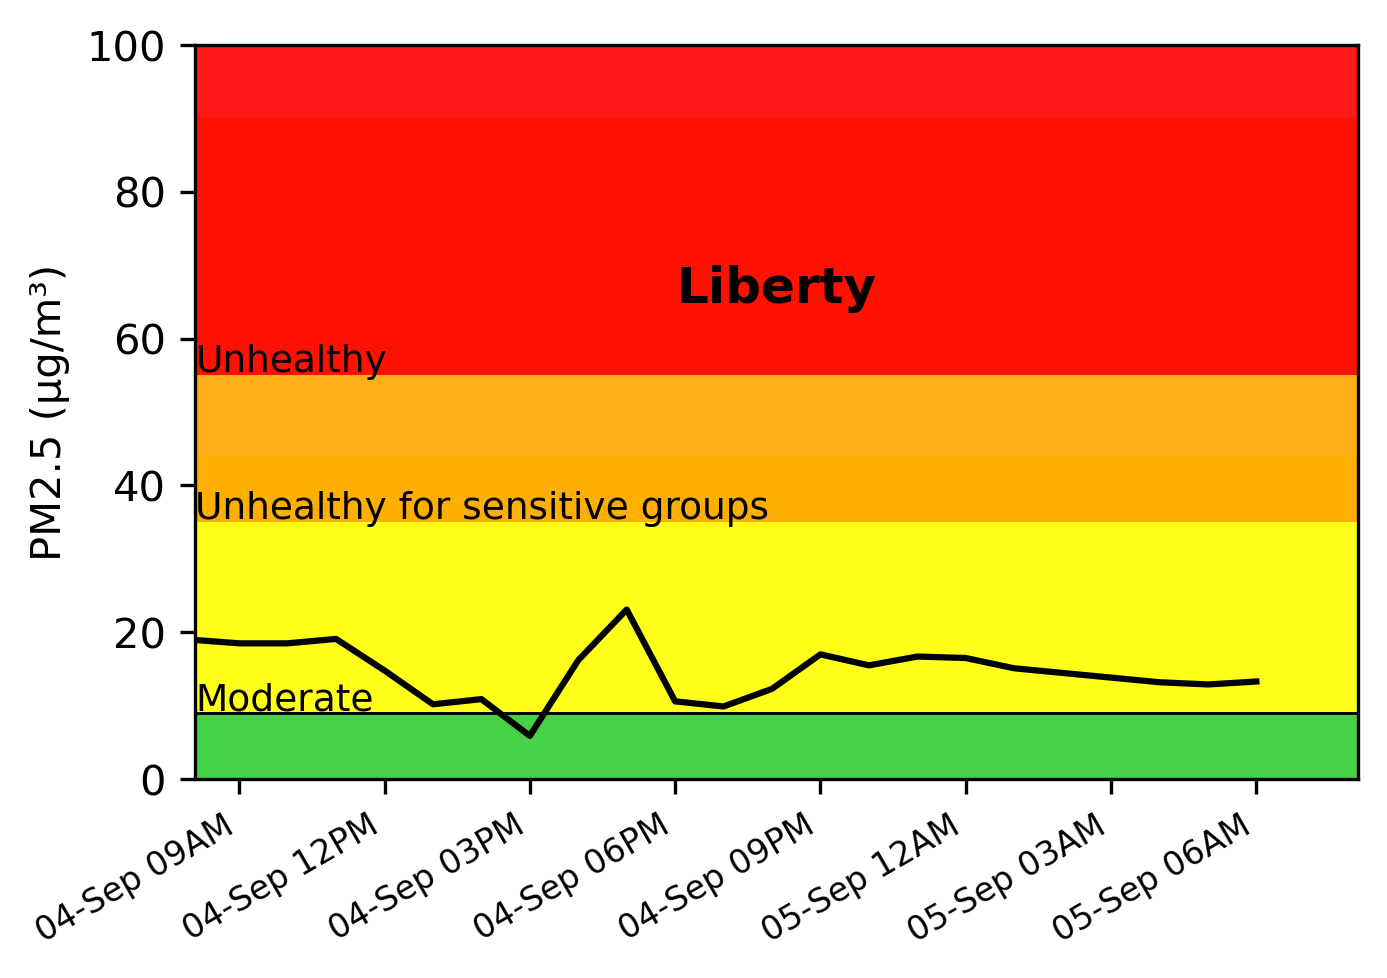 100
80
60
40
20
0
PM2.5 (µg/m³)
Liberty
Unhealthy
Unhealthy for sensitive groups
Moderate
04-Sep 09AM
04-Sep 12PM
04-Sep 03PM
04-Sep 06PM
04-Sep 09PM
05-Sep 12AM
05-Sep 03AM
05-Sep 06AM